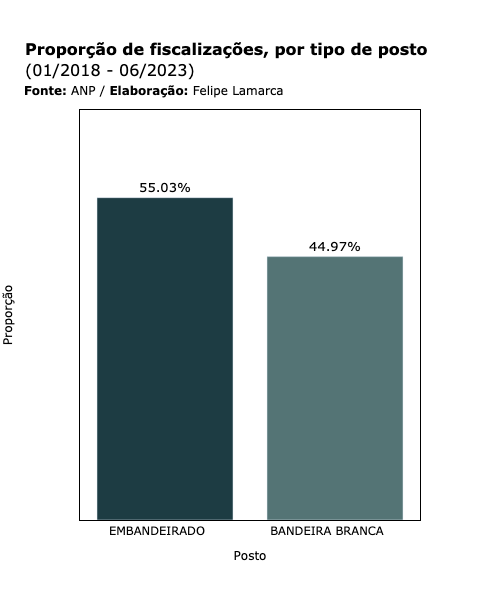 Proporção de fiscalizações, por tipo de posto
(01/2018 - 06/2023)
Fonte: ANP / Elaboração: Felipe Lamarca
55.03%
44.97%
Proporção
EMBANDEIRADO
BANDEIRA BRANCA
Posto